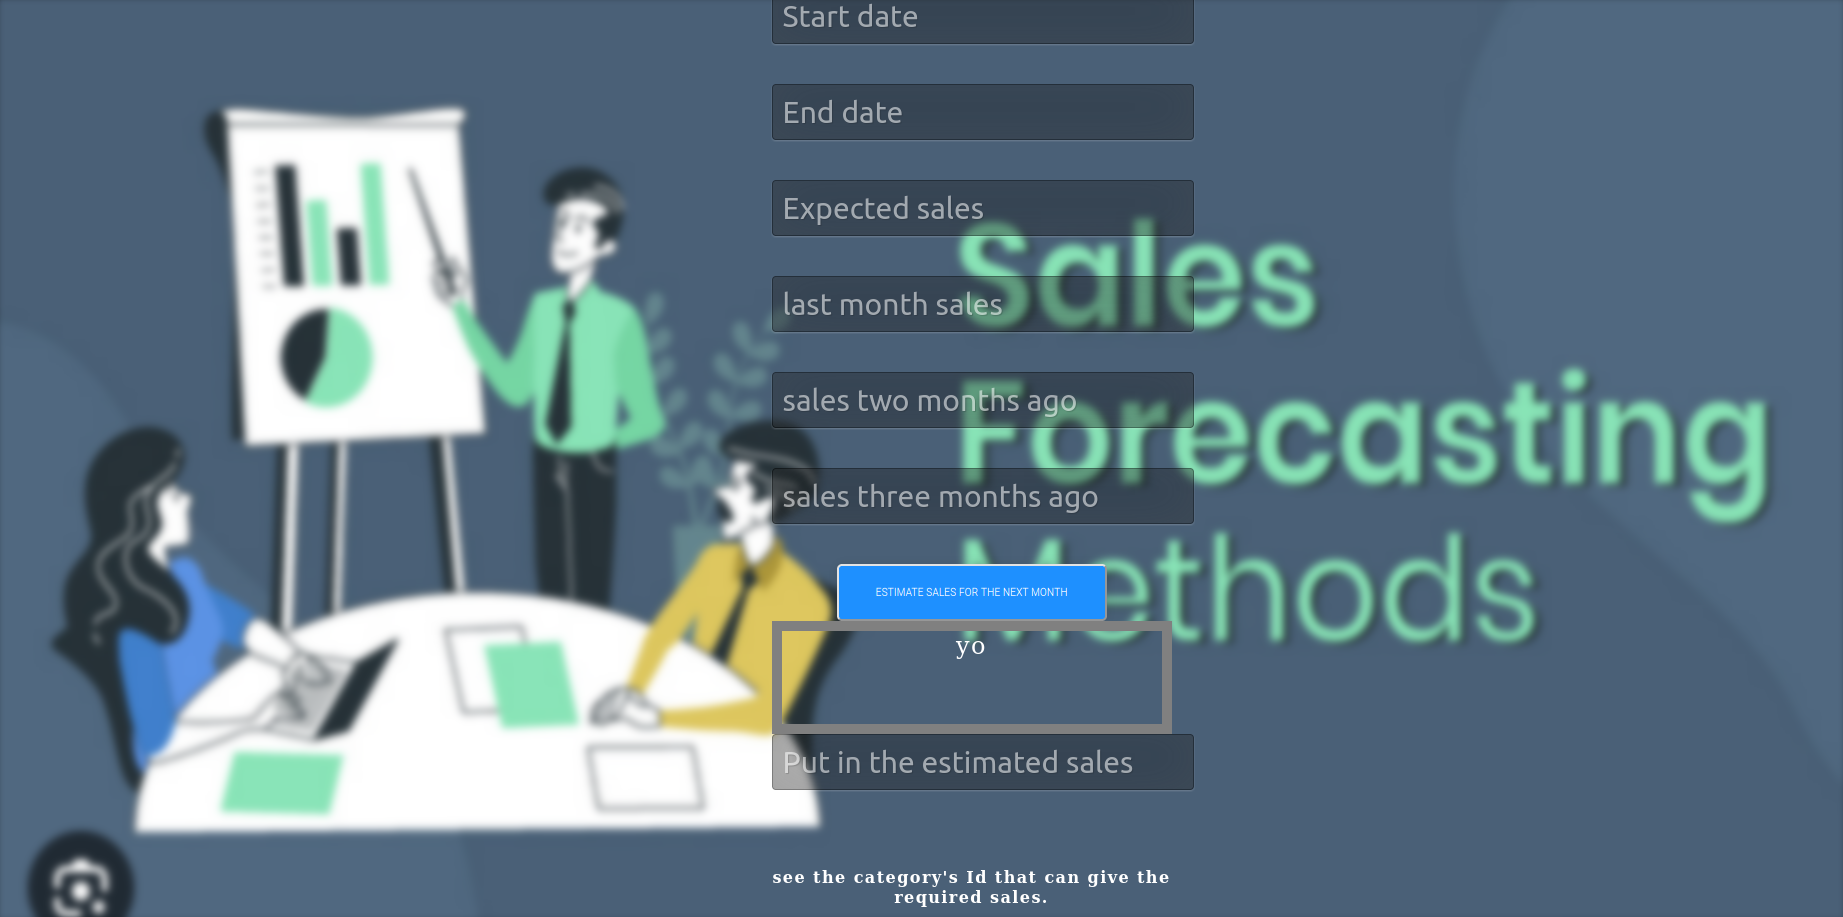 Start date
End date
Expected sales
last month sales
sales two months ago
sales three months ago
Sales
Forecasting
Methods
ESTIMATE SALES FOR THE NEXT MONTH
yo
Put in the estimated sales
see the category's Id that can give the
required sales.